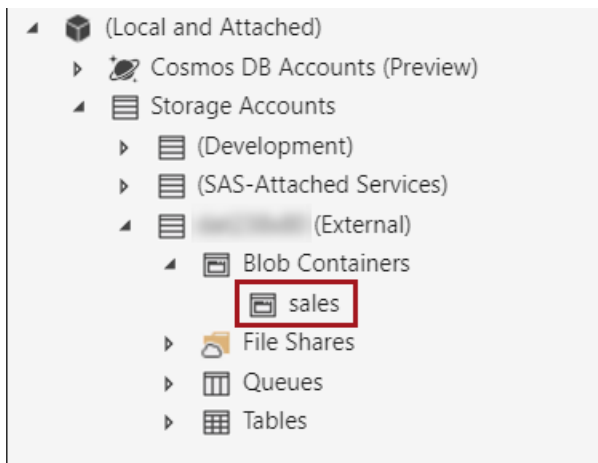 (Local and Attached)
Cosmos DB Accounts (Preview)
Storage Accounts
(Development)
(SAS-Attached Services)
(External)
Blob Containers
sales
File Shares
Queues
Tables